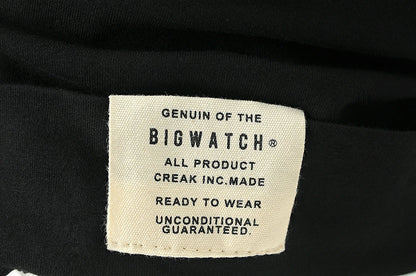 GENUIN OF THE
BIGWATCH®
ALL PRODUCT
CREAK INC.MADE
READY TO WEAR
UNCONDITIONAL
GUARANTEED.